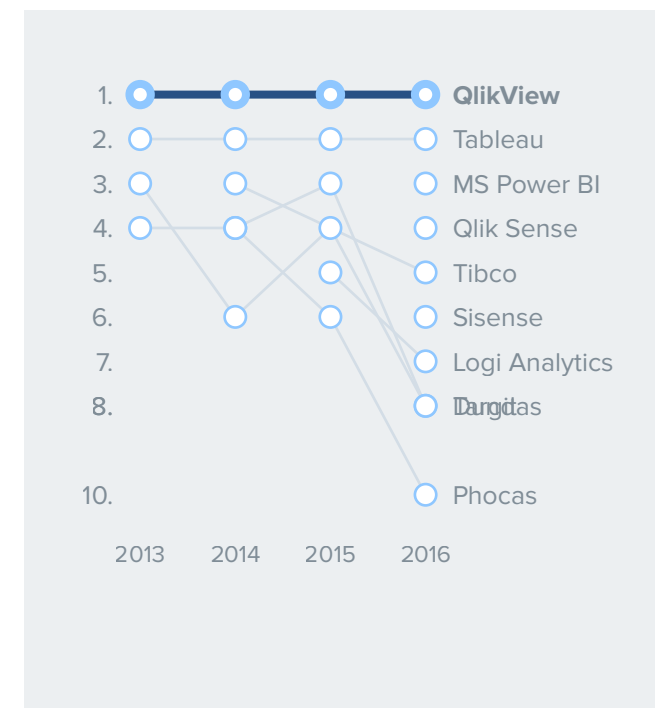 1. QlikView
2. Tableau
3. MS Power BI
4. Qlik Sense
5. Tibco
6. Sisense
7. Logi Analytics
8.
10. Phocas
2013 2014 2015 2016